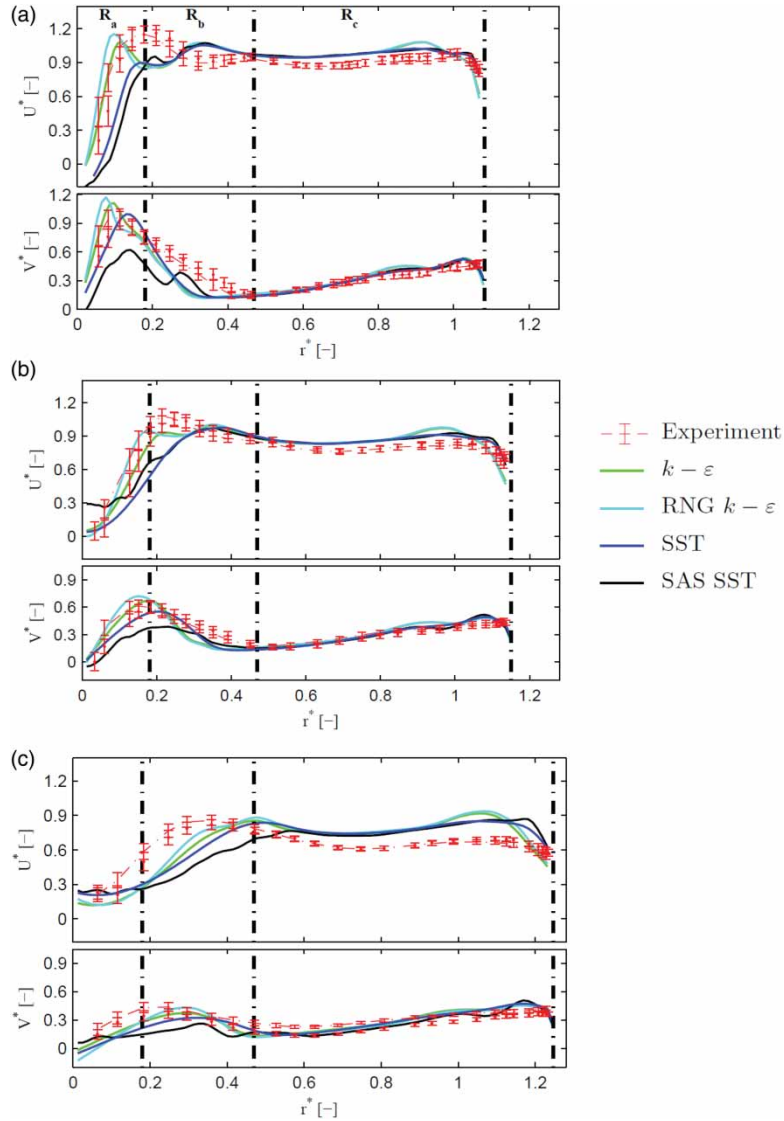 (a)
R_a R_b R_c
1.2
0.9
0.6
0.3
0
U* [−]
1.2
0.9
0.6
0.3
0
V* [−]
0 0.2 0.4 0.6 0.8 1 1.2
r* [−]
(b)
1.2
0.9
0.6
0.3
0
U* [−]
0.9
0.6
0.3
0
V* [−]
0 0.2 0.4 0.6 0.8 1 1.2
r* [−]
Experiment
k − ε
RNG k − ε
SST
SAS SST
(c)
1.2
0.9
0.6
0.3
0
U* [−]
0.9
0.6
0.3
0
V* [−]
0 0.2 0.4 0.6 0.8 1 1.2
r* [−]